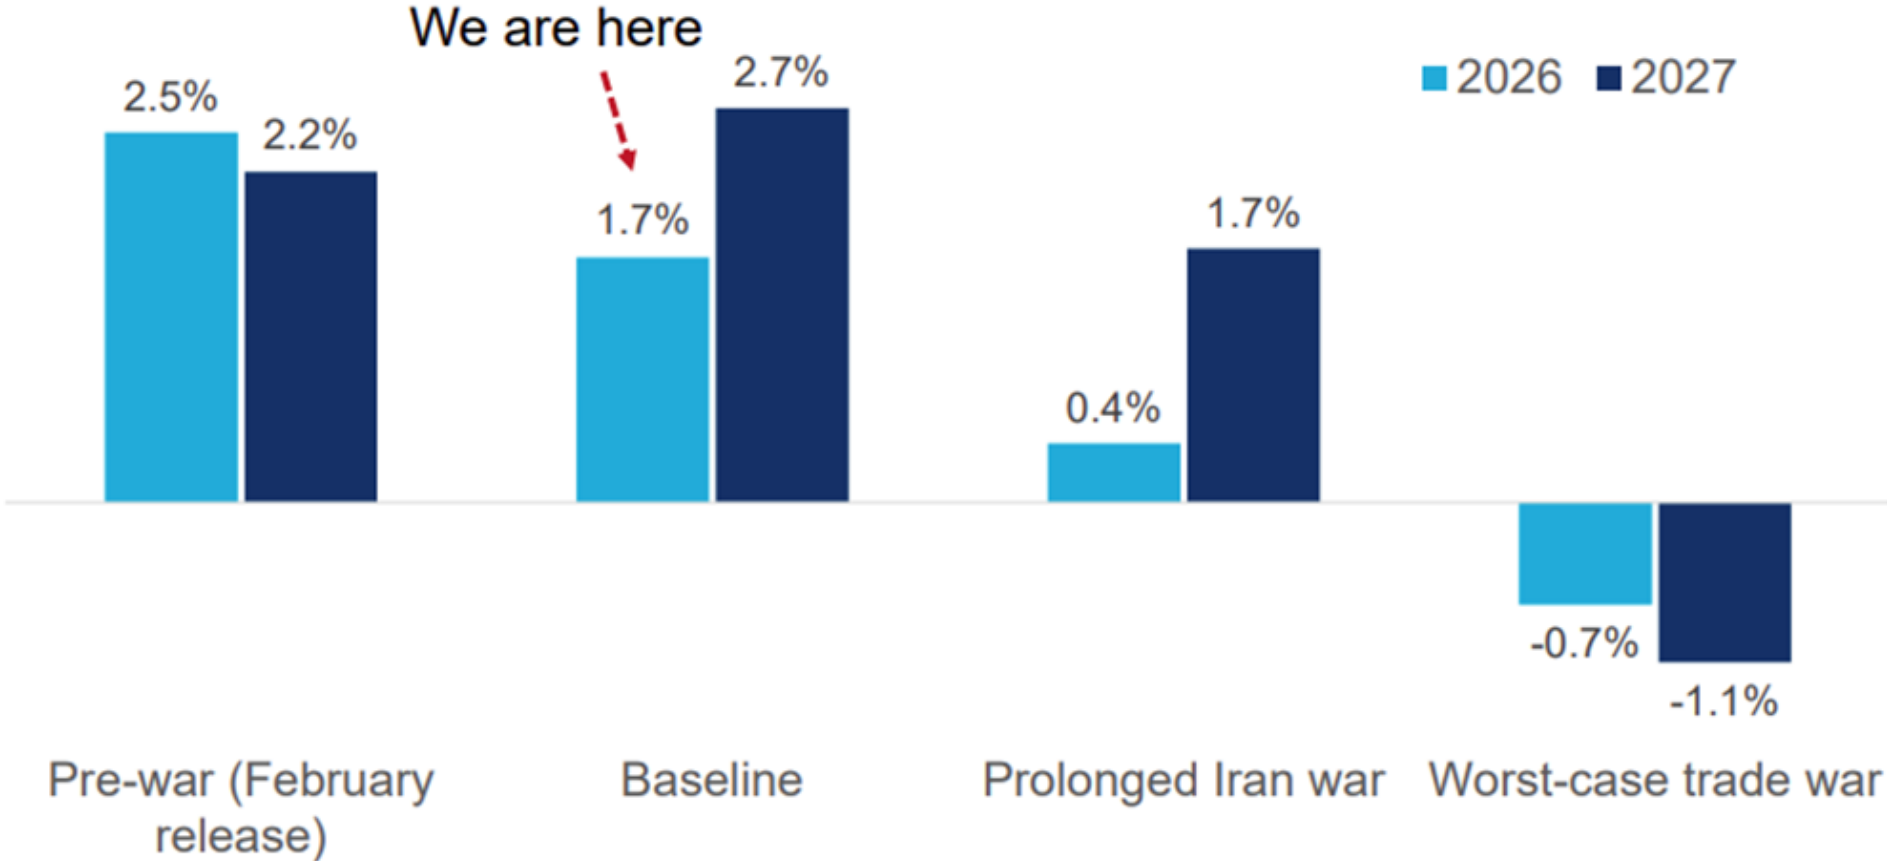 We are here
2026 2027
2.5%
2.2%
1.7%
2.7%
0.4%
1.7%
-0.7%
-1.1%
Pre-war (February
release)
Baseline
Prolonged Iran war
Worst-case trade war